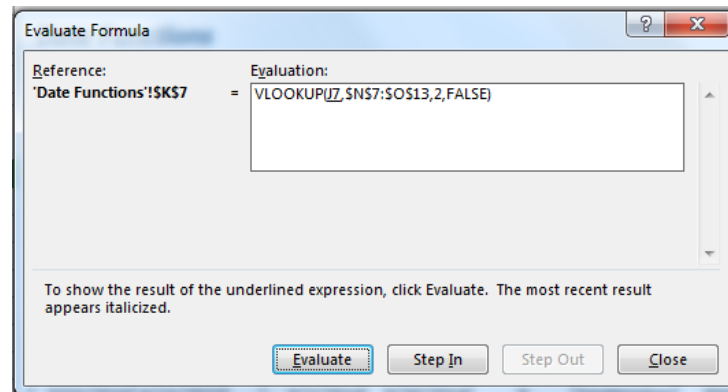 Evaluate Formula
Reference:
Evaluation:
'Date Functions'!$K$7
=
VLOOKUP(J7,$N$7:$O$13,2,FALSE)
To show the result of the underlined expression, click Evaluate.  The most recent result
appears italicized.
Evaluate
Step In
Step Out
Close